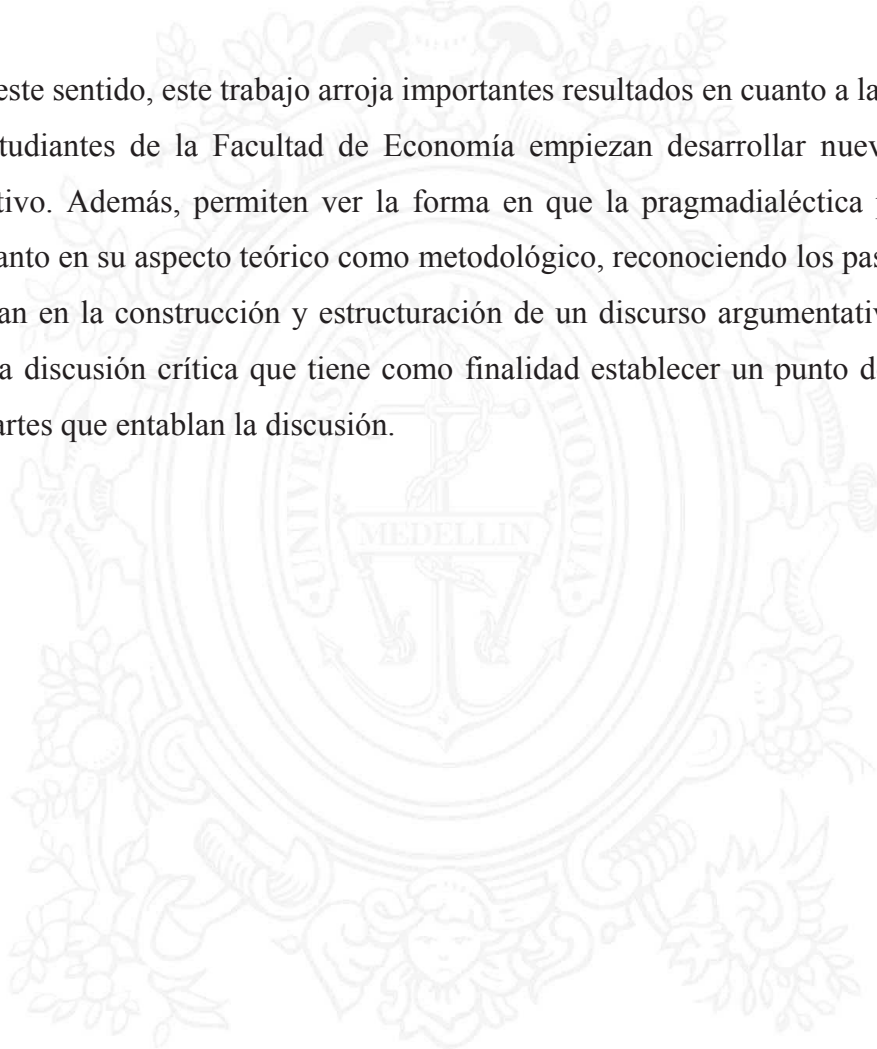 este sentido, este trabajo arroja importantes resultados en cuanto a la
tudiantes de la Facultad de Economía empiezan desarrollar nuev
tivo. Además, permiten ver la forma en que la pragmadialéctica
anto en su aspecto teórico como metodológico, reconociendo los pas
an en la construcción y estructuración de un discurso argumentativ
a discusión crítica que tiene como finalidad establecer un punto d
artes que entablan la discusión.
UNIVERSIDAD DE ANTIOQUIA
MEDELLIN